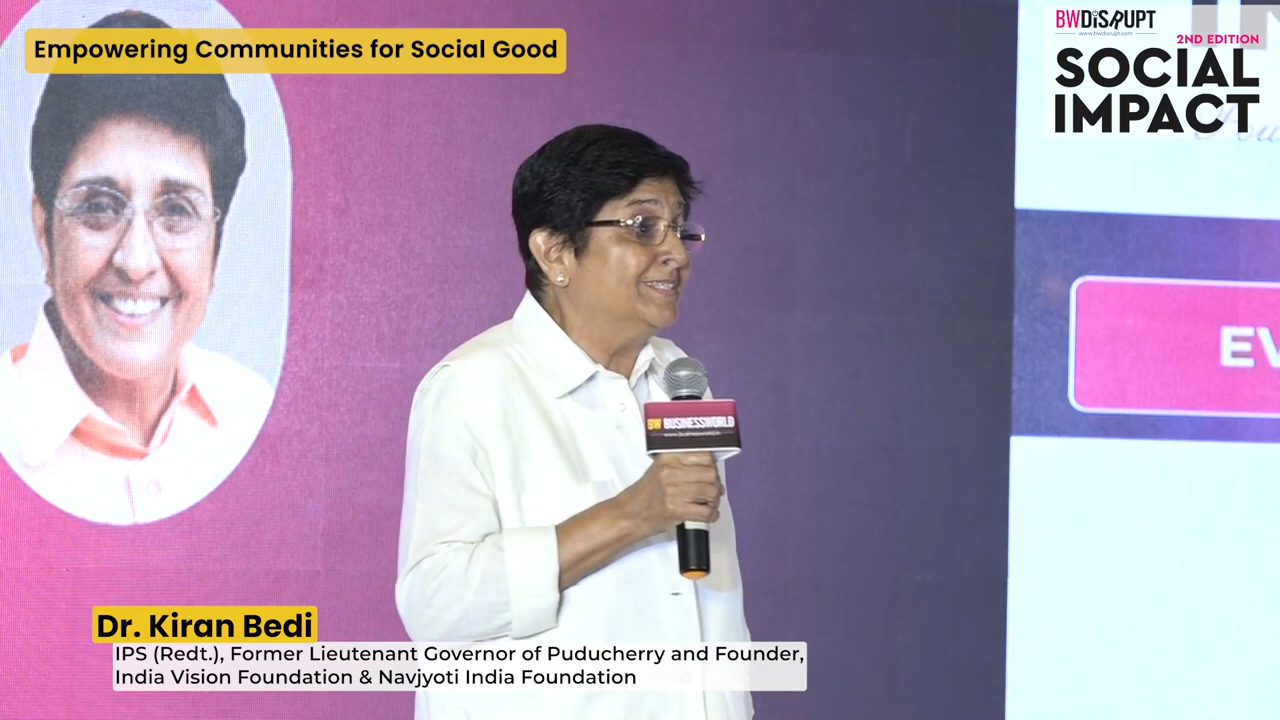 Empowering Communities for Social Good
BWDISRUPT
www.bwdisrupt.com
2ND EDITION
SOCIAL
IMPACT
EV
BW BUSINESSWORLD
Dr. Kiran Bedi
IPS (Redt.), Former Lieutenant Governor of Puducherry and Founder,
India Vision Foundation & Navjyoti India Foundation